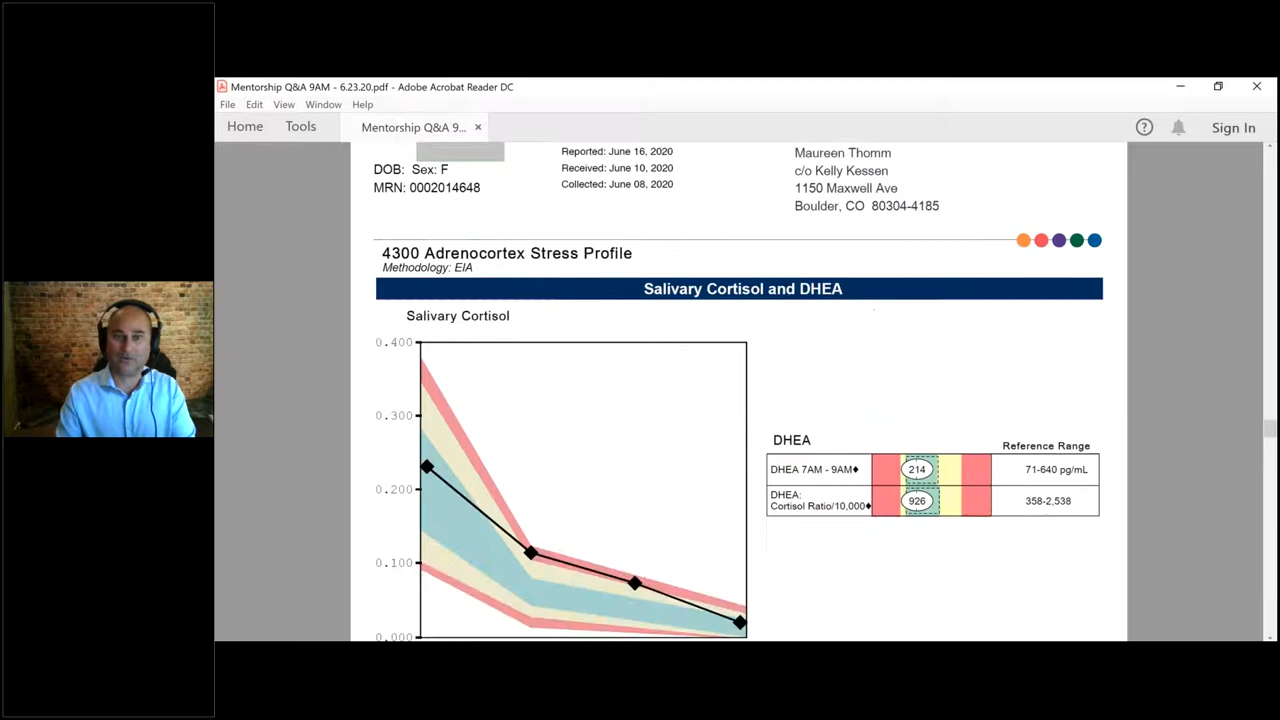 Mentorship Q&A 9AM - 6.23.20.pdf - Adobe Acrobat Reader DC
File Edit View Window Help
Home Tools Mentorship Q&A 9... × Sign In
Reported: June 16, 2020
Received: June 10, 2020
Collected: June 08, 2020
DOB: Sex: F
MRN: 0002014648
Maureen Thomm
c/o Kelly Kessen
1150 Maxwell Ave
Boulder, CO 80304-4185
4300 Adrenocortex Stress Profile
Methodology: EIA
Salivary Cortisol and DHEA
Salivary Cortisol
0.400
0.300
0.200
0.100
0.000
DHEA Reference Range
DHEA 7AM - 9AM♦ 214 71-640 pg/mL
DHEA:
Cortisol Ratio/10,000♦ 926 358-2,538